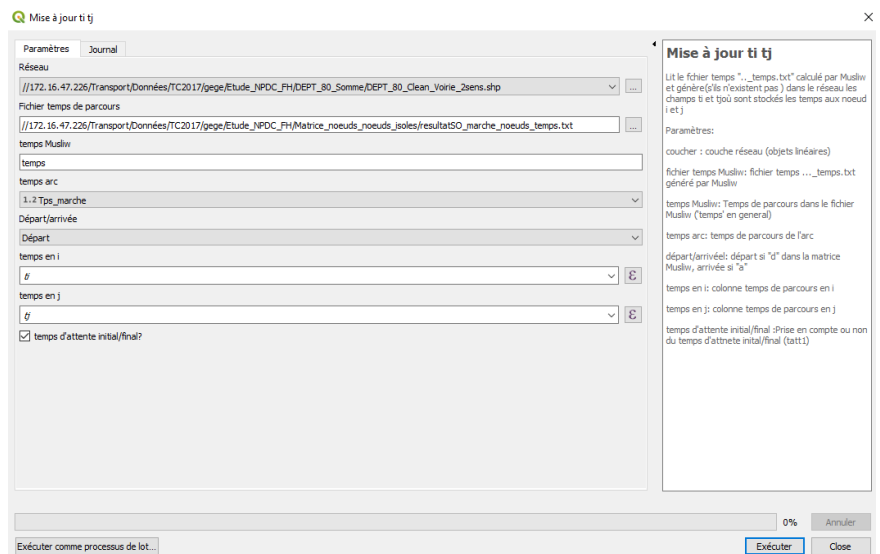 Mise à jour ti tj
Paramètres
Journal
Réseau
//172.16.47.226/Transport/Données/TC2017/gege/Etude_NPDC_FH/DEPT_80_Somme/DEPT_80_Clean_Voirie_2sens.shp
...
Fichier temps de parcours
//172.16.47.226/Transport/Données/TC2017/gege/Etude_NPDC_FH/Matrice_noeuds_noeuds_isoles/resultatSO_marche_noeuds_temps.txt
...
temps Musliw
temps
temps arc
1.2 Tps_marche
Départ/arrivée
Départ
temps en i
ti
ε
temps en j
tj
ε
temps d'attente initial/final?
Mise à jour ti tj
Lit le fchier temps ".._temps.txt" calculé par Musliw
et génère(s'ils n'existent pas ) dans le réseau les
champs ti et tjoù sont stockés les temps aux noeud
i et j
Paramètres:
coucher : couche réseau (objets linéaires)
fichier temps Musliw: fichier temps ..._temps.txt
généré par Musliw
temps Musliw: Temps de parcours dans le fichier
Musliw ('temps' en general)
temps arc: temps de parcours de l'arc
départ/arrivéel: départ si "d" dans la matrice
Musliw, arrivée si "a"
temps en i: colonne temps de parcours en i
temps en j: colonne temps de parcours en j
temps d'attente initial/final :Prise en compte ou non
du temps d'attnete inital/final (tatt1)
0%
Annuler
Exécuter comme processus de lot...
Exécuter
Close